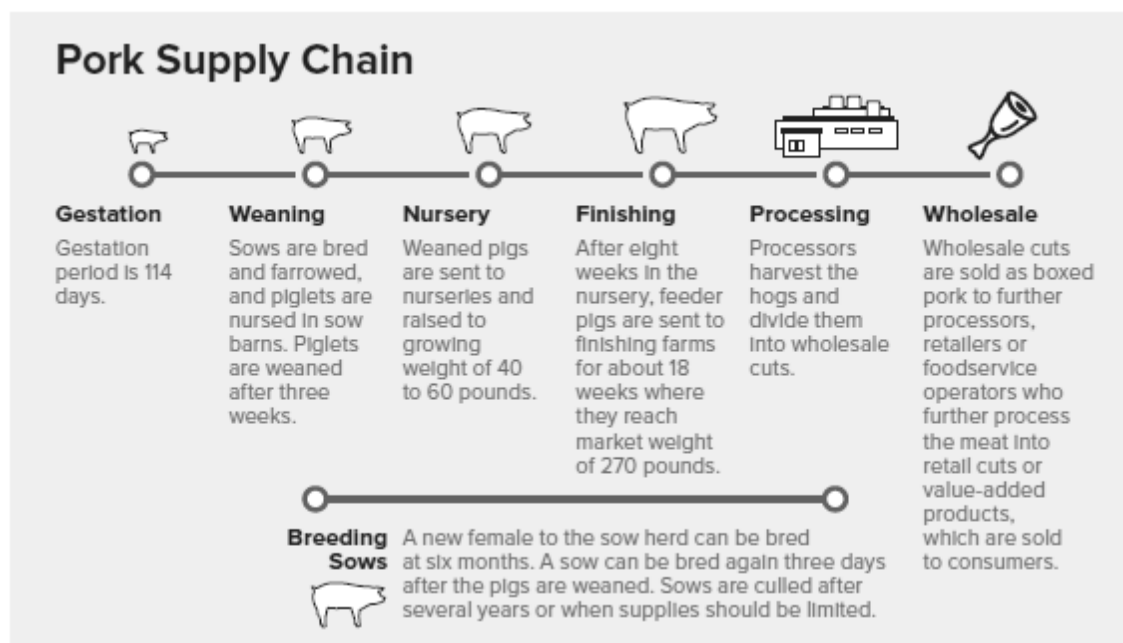 Pork Supply Chain
Gestation
Gestation
period is 114
days.
Weaning
Sows are bred
and farrowed,
and piglets are
nursed in sow
barns. Piglets
are weaned
after three
weeks.
Nursery
Weaned pigs
are sent to
nurseries and
raised to
growing
weight of 40
to 60 pounds.
Finishing
After eight
weeks in the
nursery, feeder
pigs are sent to
finishing farms
for about 18
weeks where
they reach
market weight
of 270 pounds.
Processing
Processors
harvest the
hogs and
divide them
into wholesale
cuts.
Wholesale
Wholesale cuts
are sold as boxed
pork to further
processors,
retailers or
foodservice
operators who
further process
the meat into
retail cuts or
value-added
products,
which are sold
to consumers.
Breeding
Sows
A new female to the sow herd can be bred
at six months. A sow can be bred again three days
after the pigs are weaned. Sows are culled after
several years or when supplies should be limited.